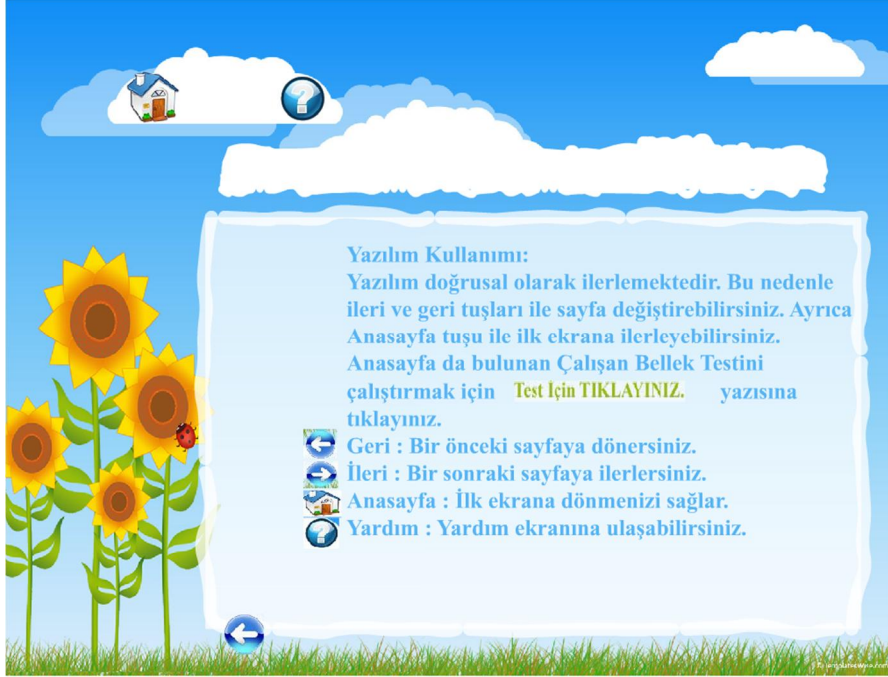 Yazılım Kullanımı:
Yazılım doğrusal olarak ilerlemektedir. Bu nedenle
ileri ve geri tuşları ile sayfa değiştirebilirsiniz. Ayrıca
Anasayfa tuşu ile ilk ekrana ilerleyebilirsiniz.
Anasayfa da bulunan Çalışan Bellek Testini
çalıştırmak için Test İçin TIKLAYINIZ. yazısına
tıklayınız.
Geri : Bir önceki sayfaya dönersiniz.
İleri : Bir sonraki sayfaya ilerlersiniz.
Anasayfa : İlk ekrana dönmenizi sağlar.
Yardım : Yardım ekranına ulaşabilirsiniz.